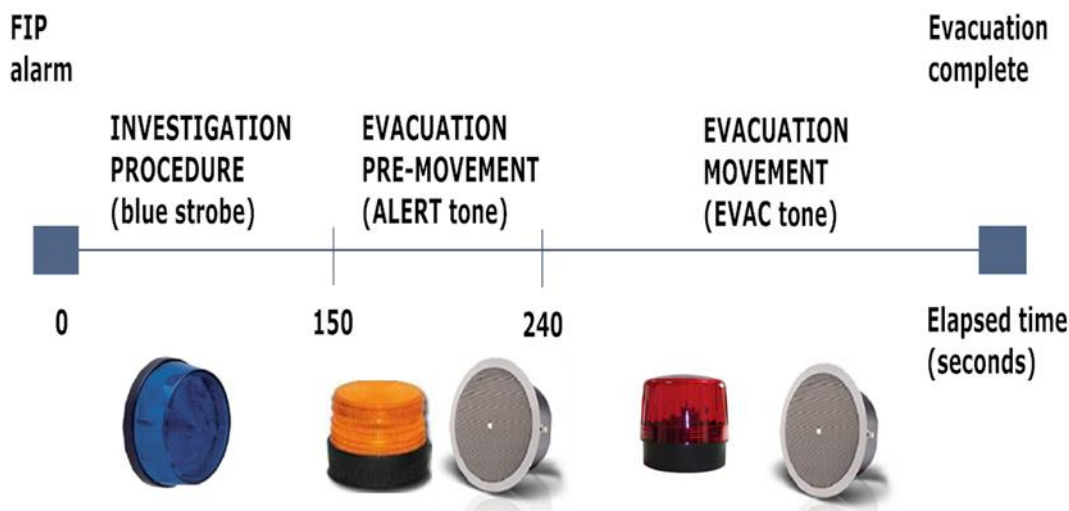 FIP
alarm
Evacuation
complete
INVESTIGATION
PROCEDURE
(blue strobe)
EVACUATION
PRE-MOVEMENT
(ALERT tone)
EVACUATION
MOVEMENT
(EVAC tone)
0
150
240
Elapsed time
(seconds)